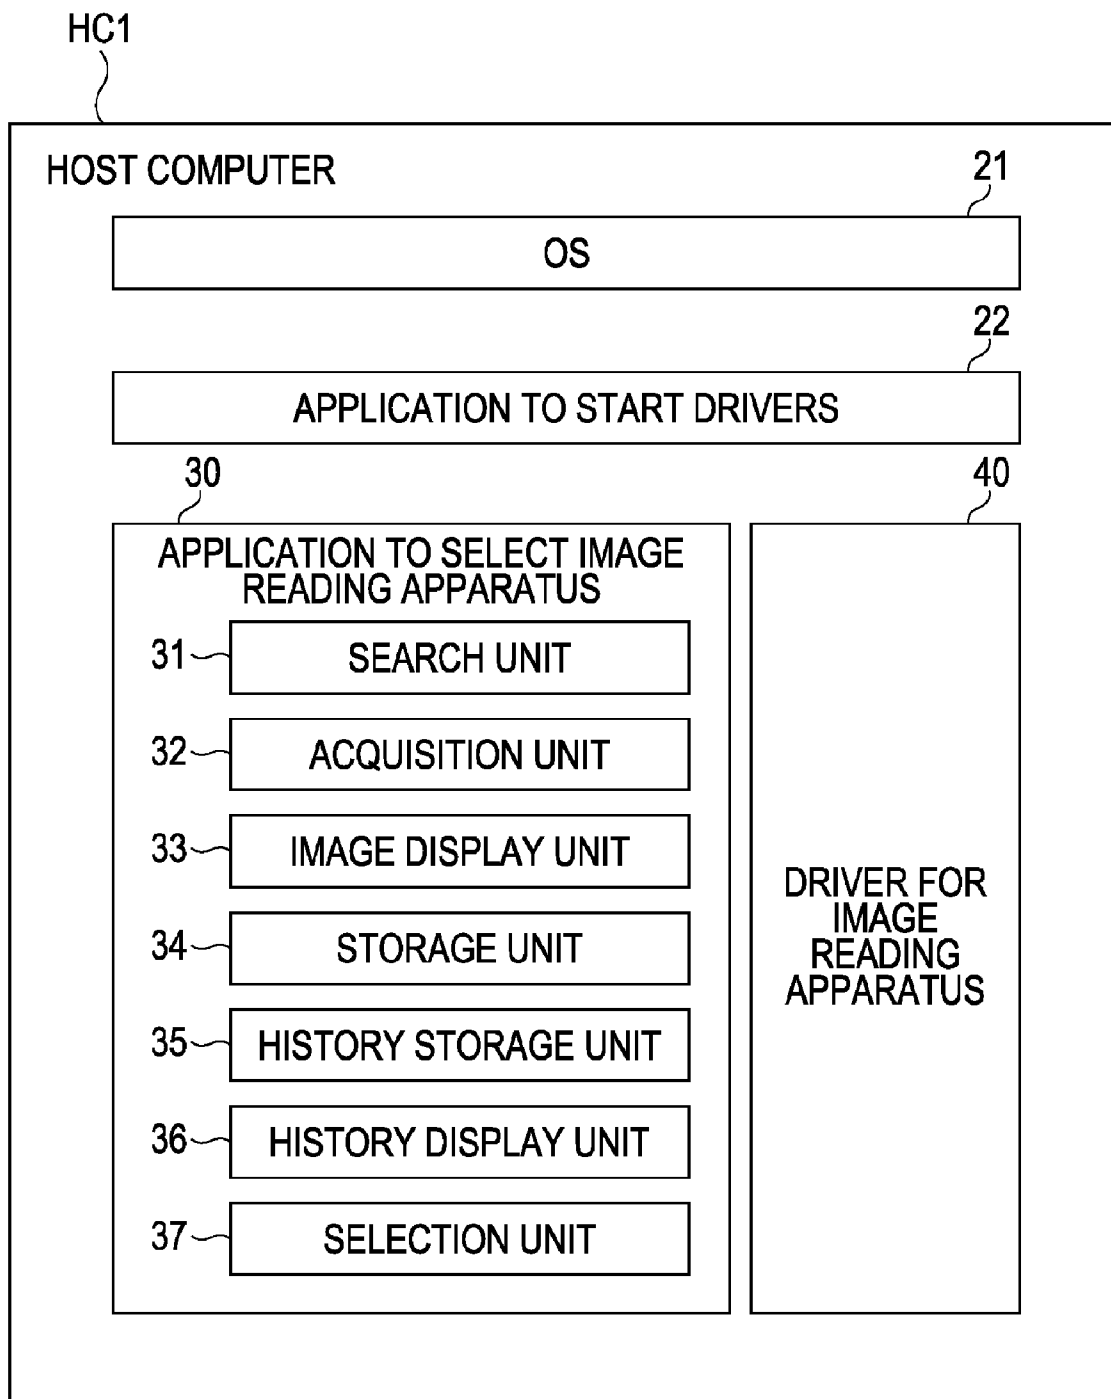 HC1
HOST COMPUTER
21
OS
22
APPLICATION TO START DRIVERS
30
40
APPLICATION TO SELECT IMAGE
READING APPARATUS
31
SEARCH UNIT
32
ACQUISITION UNIT
33
IMAGE DISPLAY UNIT
34
STORAGE UNIT
35
HISTORY STORAGE UNIT
36
HISTORY DISPLAY UNIT
37
SELECTION UNIT
DRIVER FOR
IMAGE
READING
APPARATUS